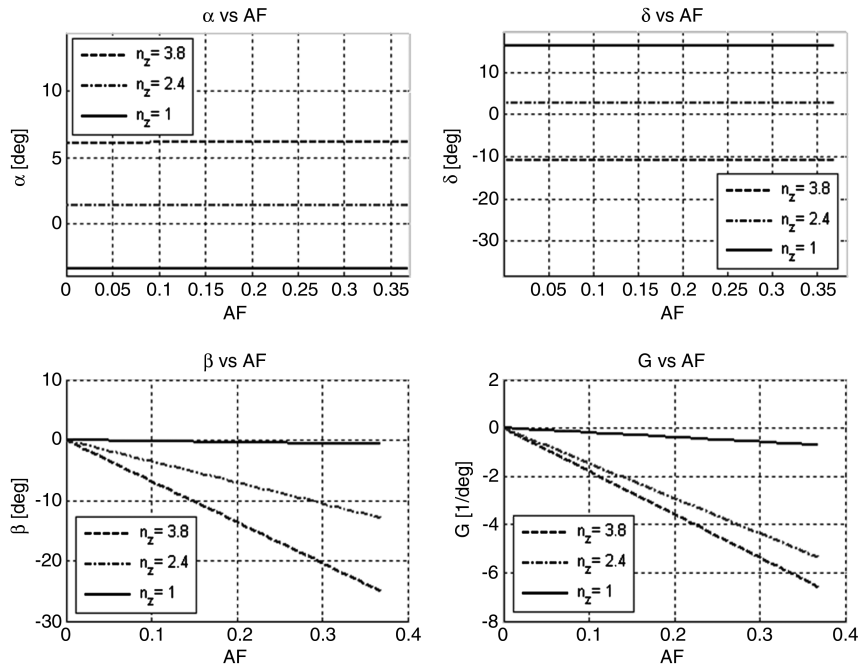 α vs AF
n_z= 3.8
n_z= 2.4
n_z= 1
10
5
0
α [deg]
0 0.05 0.1 0.15 0.2 0.25 0.3 0.35
AF
δ vs AF
10
0
-10
-20
-30
δ [deg]
n_z= 3.8
n_z= 2.4
n_z= 1
0.05 0.1 0.15 0.2 0.25 0.3 0.35
AF
β vs AF
10
0
-10
-20
-30
β [deg]
n_z= 3.8
n_z= 2.4
n_z= 1
0 0.1 0.2 0.3 0.4
AF
G vs AF
2
0
-2
-4
-6
-8
G [1/deg]
n_z= 3.8
n_z= 2.4
n_z= 1
0 0.1 0.2 0.3 0.4
AF